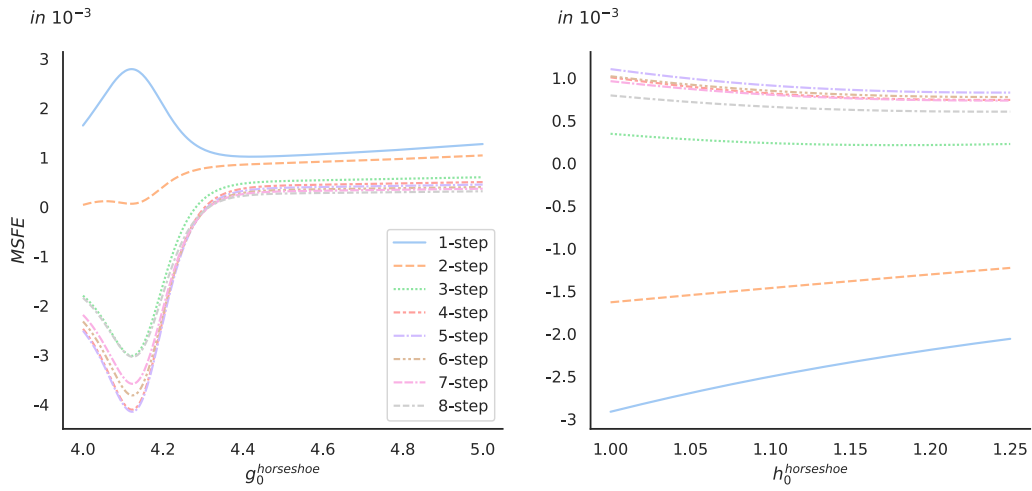 in 10^{-3}
3
2
1
0
-1
-2
-3
-4
MSFE
4.0
4.2
4.4
4.6
4.8
5.0
g_0^{horseshoe}
1-step
2-step
3-step
4-step
5-step
6-step
7-step
8-step
in 10^{-3}
1.0
0.5
0.0
-0.5
-1.0
-1.5
-2.0
-2.5
-3
1.00
1.05
1.10
1.15
1.20
1.25
h_0^{horseshoe}